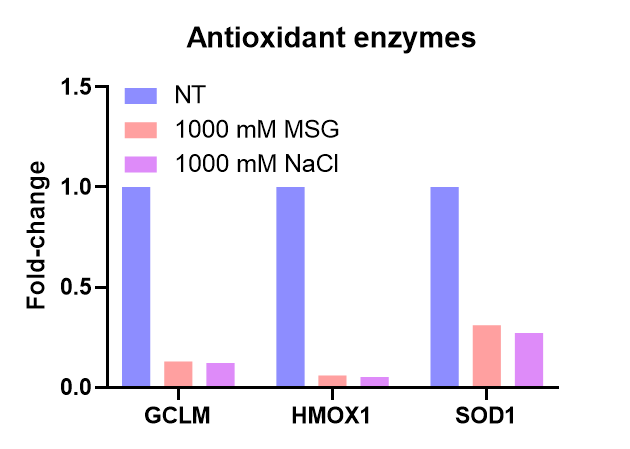 Antioxidant enzymes
Fold-change
1.5
1.0
0.5
0.0
NT
1000 mM MSG
1000 mM NaCl
GCLM HMOX1 SOD1